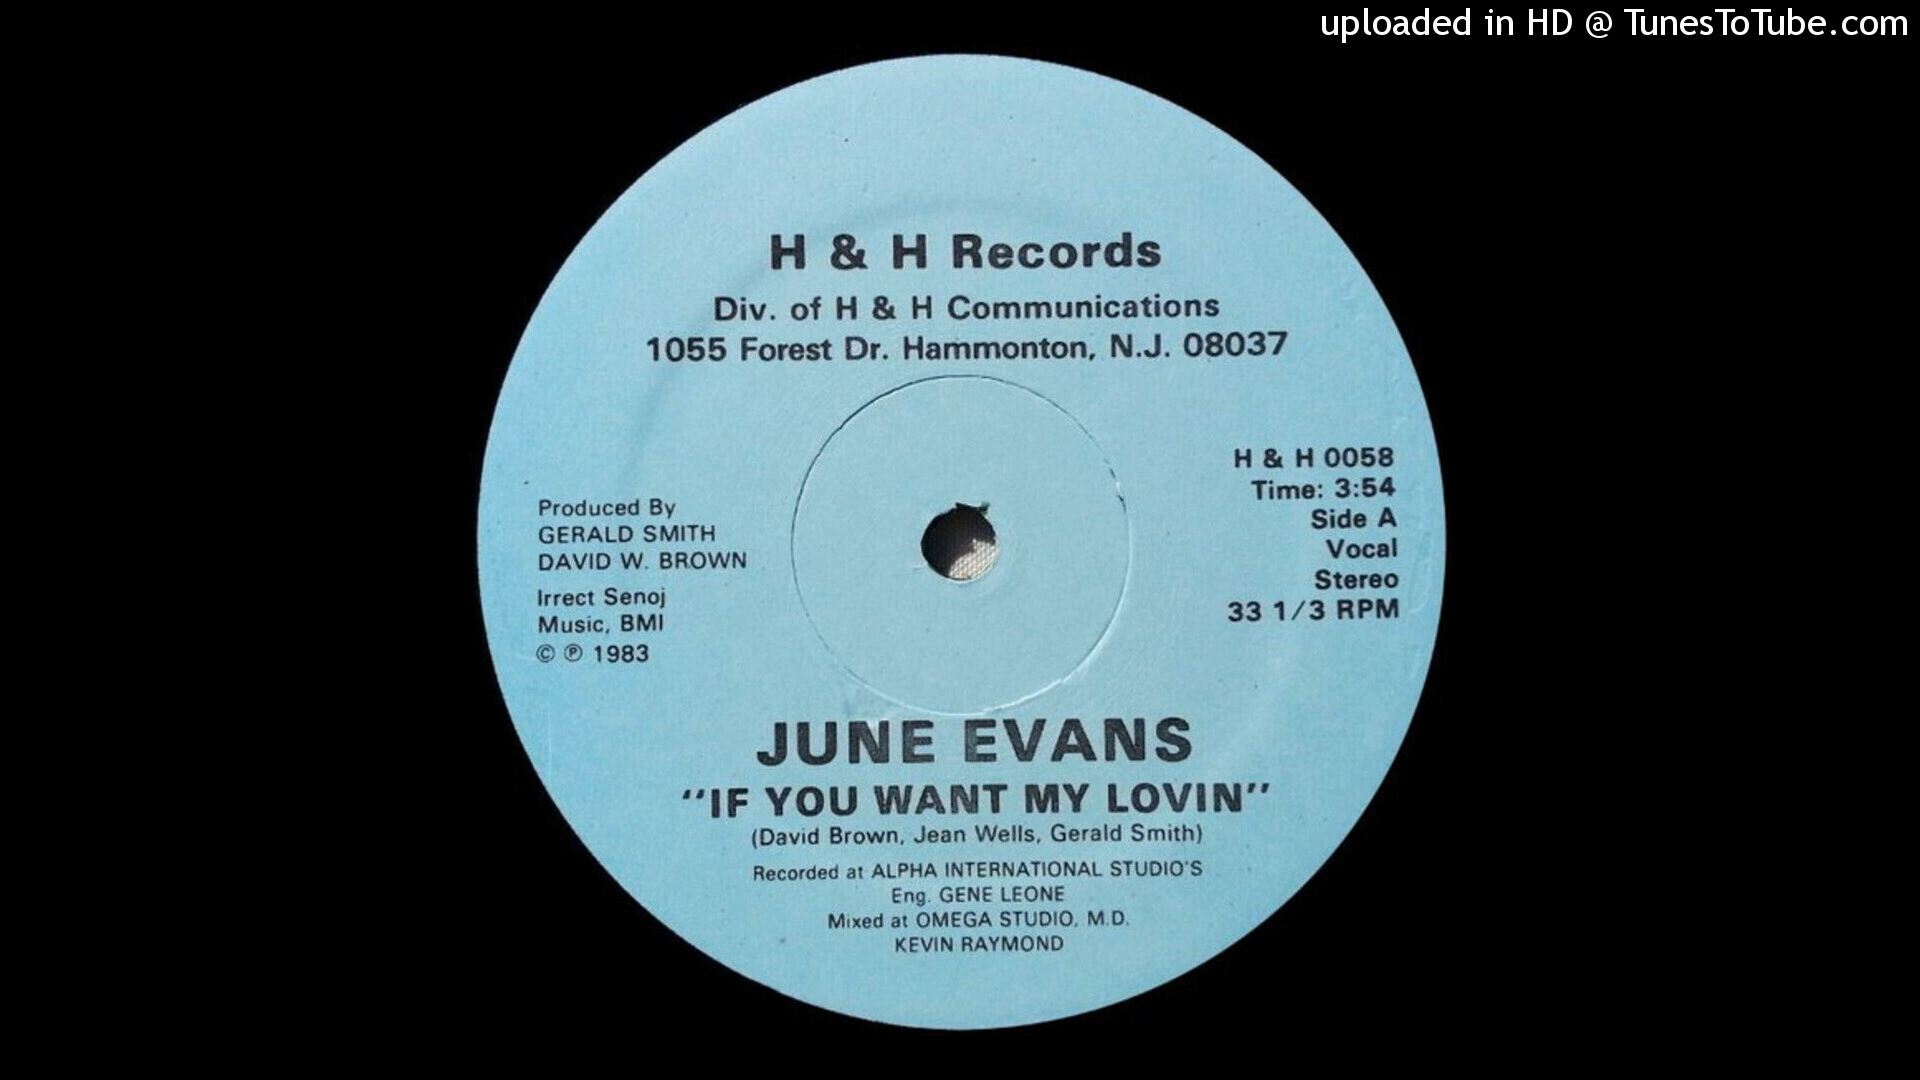 uploaded in HD @ TunesToTube.com
H & H Records
Div. of H & H Communications
1055 Forest Dr. Hammonton, N.J. 08037
H & H 0058
Time: 3:54
Side A
Vocal
Stereo
33 1/3 RPM
Produced By
GERALD SMITH
DAVID W. BROWN
Irrect Senoj
Music, BMI
© ℗ 1983
JUNE EVANS
"IF YOU WANT MY LOVIN"
(David Brown, Jean Wells, Gerald Smith)
Recorded at ALPHA INTERNATIONAL STUDIO'S
Eng. GENE LEONE
Mixed at OMEGA STUDIO, M.D.
KEVIN RAYMOND